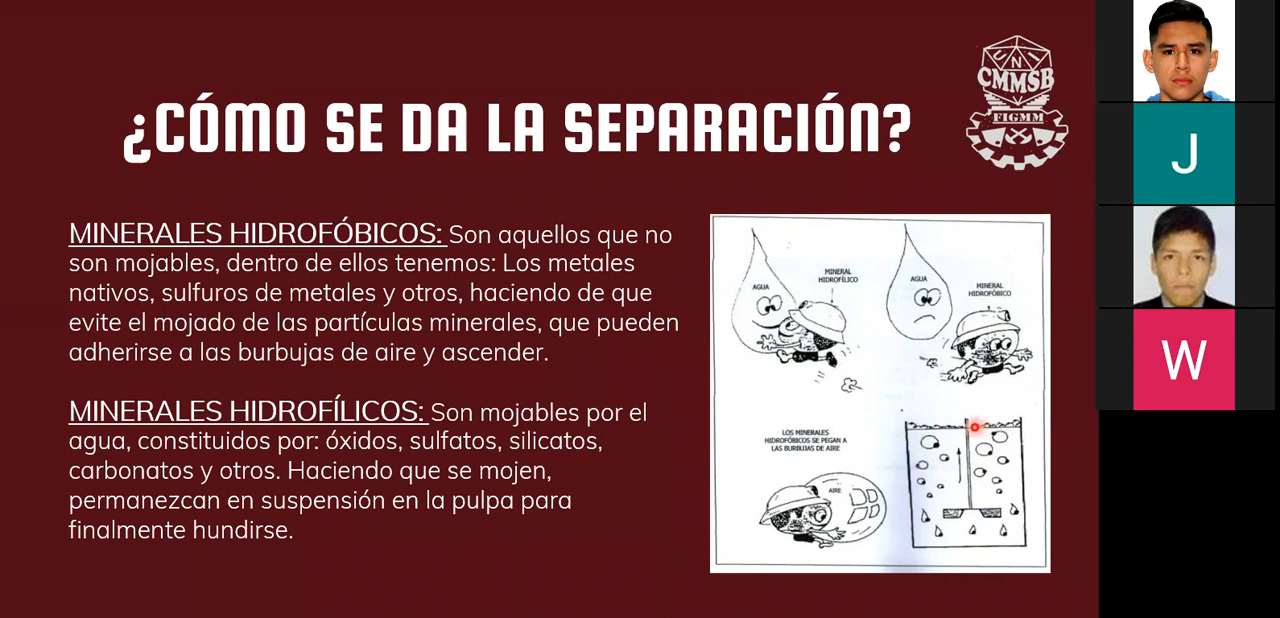 ¿CÓMO SE DA LA SEPARACIÓN?
UNI
CMMSB
FIGMM
MINERALES HIDROFÓBICOS: Son aquellos que no
son mojables, dentro de ellos tenemos: Los metales
nativos, sulfuros de metales y otros, haciendo de que
evite el mojado de las partículas minerales, que pueden
adherirse a las burbujas de aire y ascender.
MINERALES HIDROFÍLICOS: Son mojables por el
agua, constituidos por: óxidos, sulfatos, silicatos,
carbonatos y otros. Haciendo que se mojen,
permanezcan en suspensión en la pulpa para
finalmente hundirse.
AGUA
MINERAL
HIDROFÍLICO
AGUA
MINERAL
HIDROFÓBICO
LOS MINERALES
HIDROFÓBICOS SE PEGAN A
LAS BURBUJAS DE AIRE
AIRE
J
W